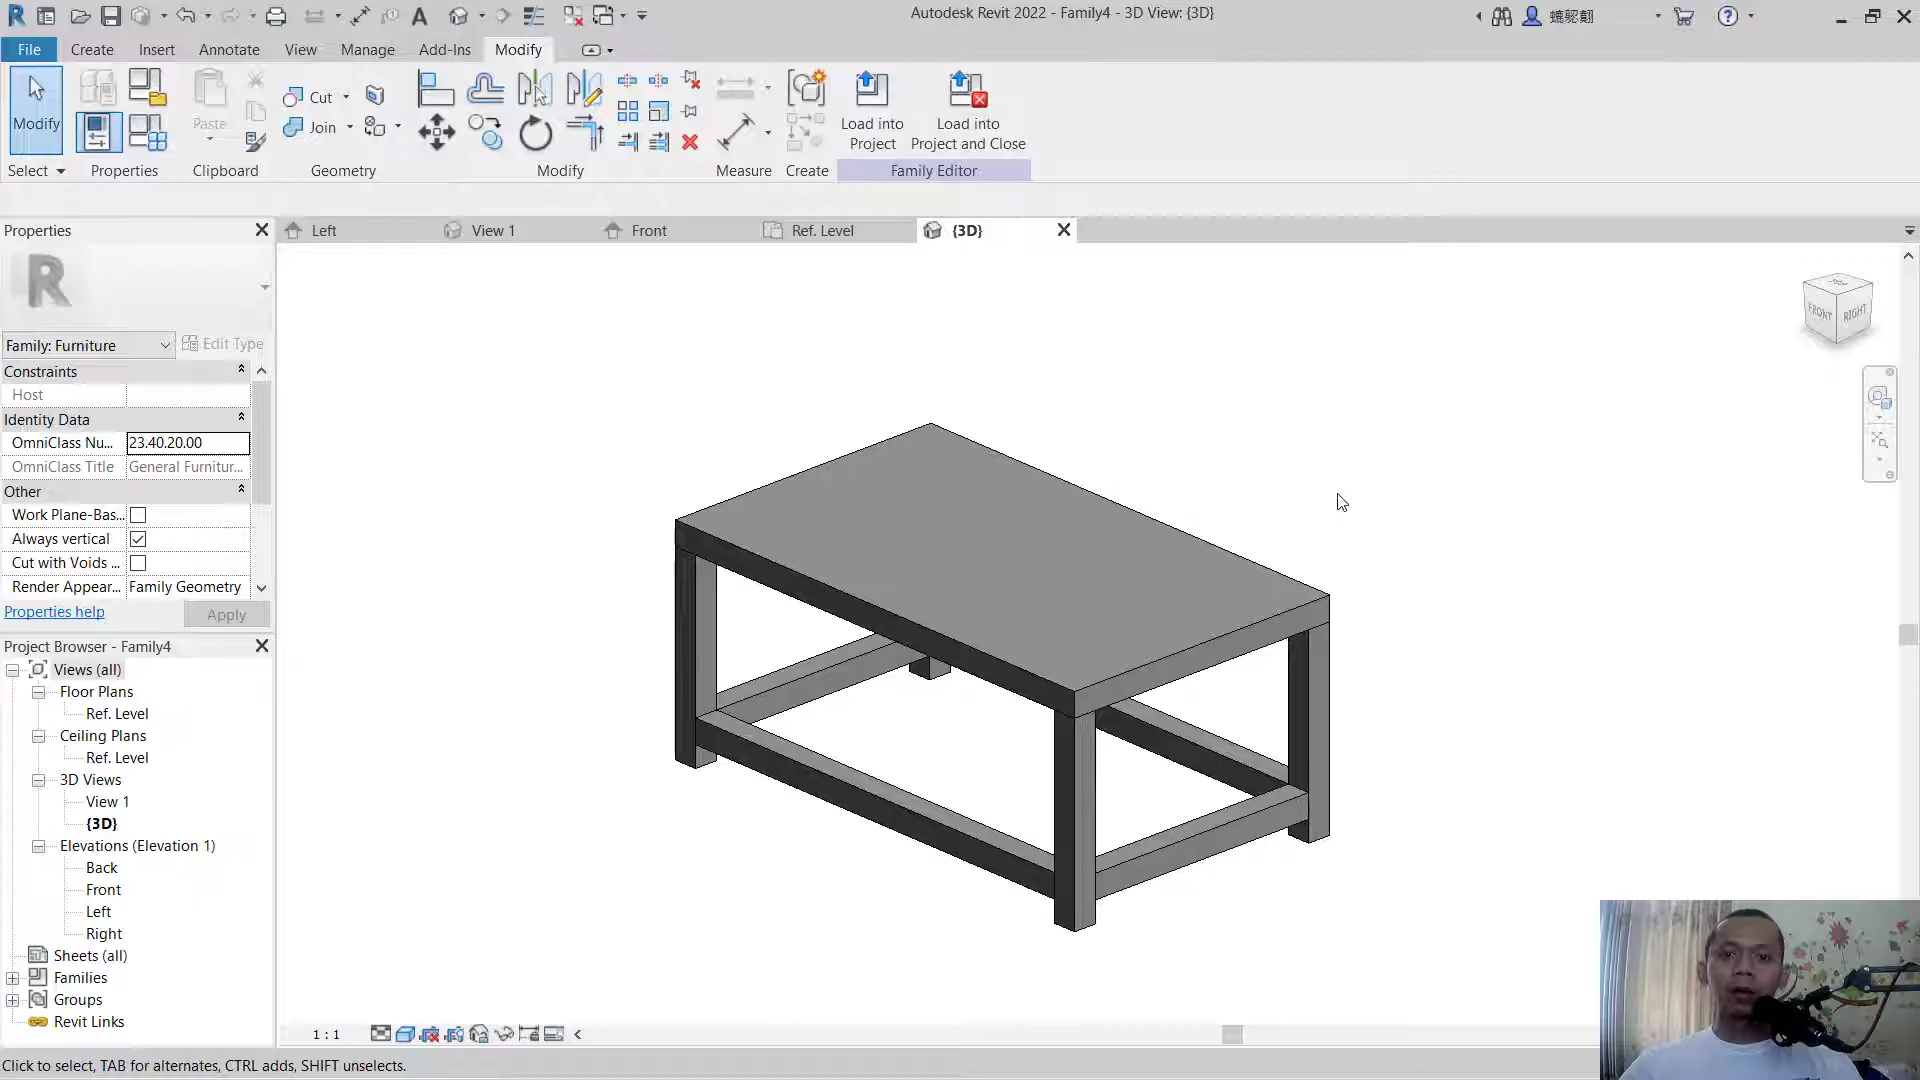 Autodesk Revit 2022 - Family4 - 3D View: {3D}
File Create Insert Annotate View Manage Add-Ins Modify
Modify
Paste
Cut
Join
Load into Project
Load into Project and Close
Select Properties Clipboard Geometry Modify Measure Create Family Editor
Properties
Left View 1 Front Ref. Level {3D}
R
Family: Furniture Edit Type
Constraints
Host
Identity Data
OmniClass Nu... 23.40.20.00
OmniClass Title General Furnitur...
Other
Work Plane-Bas...
Always vertical
Cut with Voids ...
Render Appear... Family Geometry
Properties help Apply
Project Browser - Family4
Views (all)
Floor Plans
Ref. Level
Ceiling Plans
Ref. Level
3D Views
View 1
{3D}
Elevations (Elevation 1)
Back
Front
Left
Right
Sheets (all)
Families
Groups
Revit Links
TOP
FRONT RIGHT
1 : 1
Click to select, TAB for alternates, CTRL adds, SHIFT unselects.